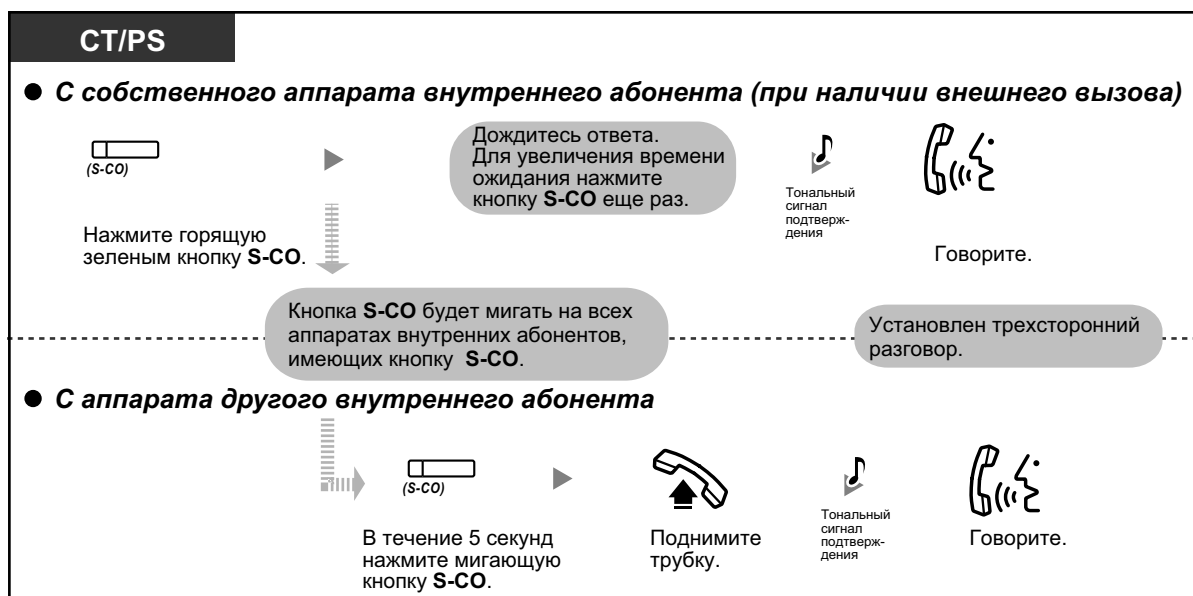 CT/PS
● С собственного аппарата внутреннего абонента (при наличии внешнего вызова)
(S-CO)
Нажмите горящую
зеленым кнопку S-CO.
Дождитесь ответа.
Для увеличения времени
ожидания нажмите
кнопку S-CO еще раз.
Тональный
сигнал
подтверж-
дения
Говорите.
Кнопка S-CO будет мигать на всех
аппаратах внутренних абонентов,
имеющих кнопку S-CO.
Установлен трехсторонний
разговор.
● С аппарата другого внутреннего абонента
(S-CO)
В течение 5 секунд
нажмите мигающую
кнопку S-CO.
Поднимите
трубку.
Тональный
сигнал
подтверж-
дения
Говорите.